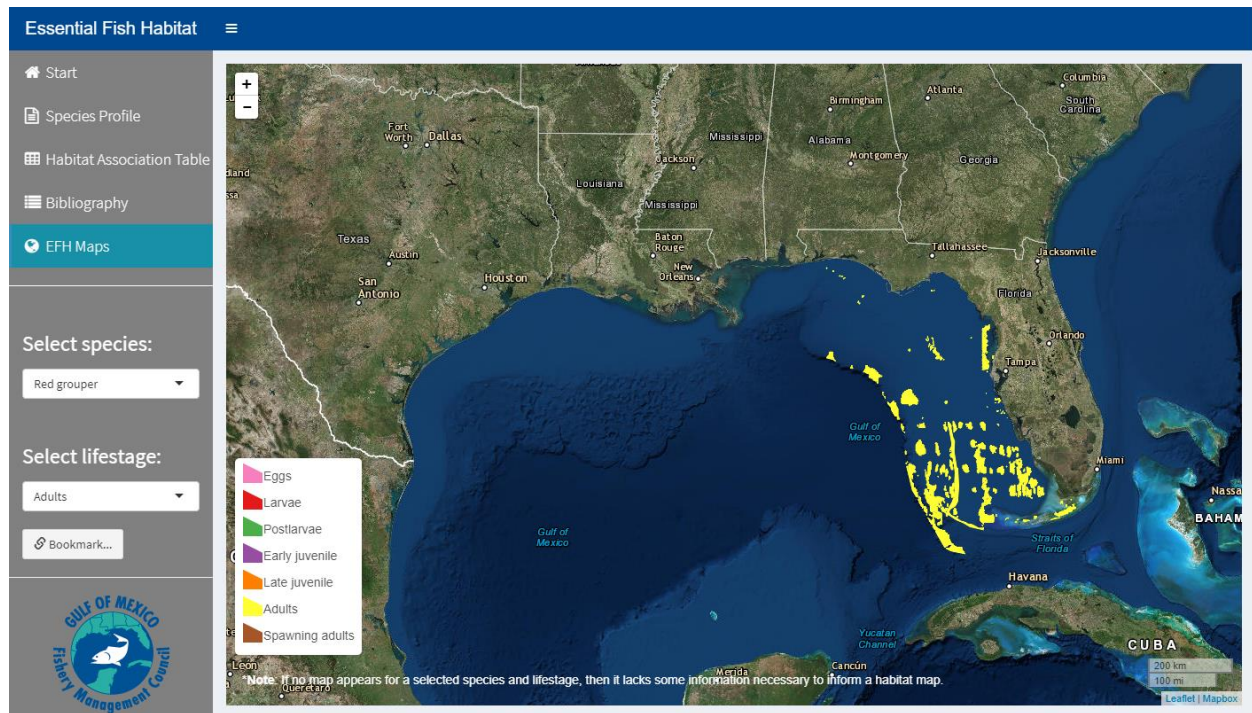 Essential Fish Habitat
Start
Species Profile
Habitat Association Table
Bibliography
EFH Maps
Select species:
Red grouper
Select lifestage:
Adults
Bookmark...
GULF OF MEXICO
Fishery Management Council
+
−
Columbia
Atlanta
Birmingham
South
Carolina
Fort
Worth
Dallas
Mississippi
Alabama
Jackson
Montgomery
Georgia
Louisiana
Mississippi
Texas
Baton
Rouge
Tallahassee
Jacksonville
Austin
New
Orleans
San
Antonio
Houston
Florida
Orlando
Tampa
Gulf of
Mexico
Miami
Nassa
BAHAM
Gulf of
Mexico
Straits of
Florida
Havana
Yucatan
Channel
CUBA
Leon
Merida
Cancún
Queretaro
Eggs
Larvae
Postlarvae
Early juvenile
Late juvenile
Adults
Spawning adults
*Note: If no map appears for a selected species and lifestage, then it lacks some information necessary to inform a habitat map.
200 km
100 mi
Leaflet | Mapbox